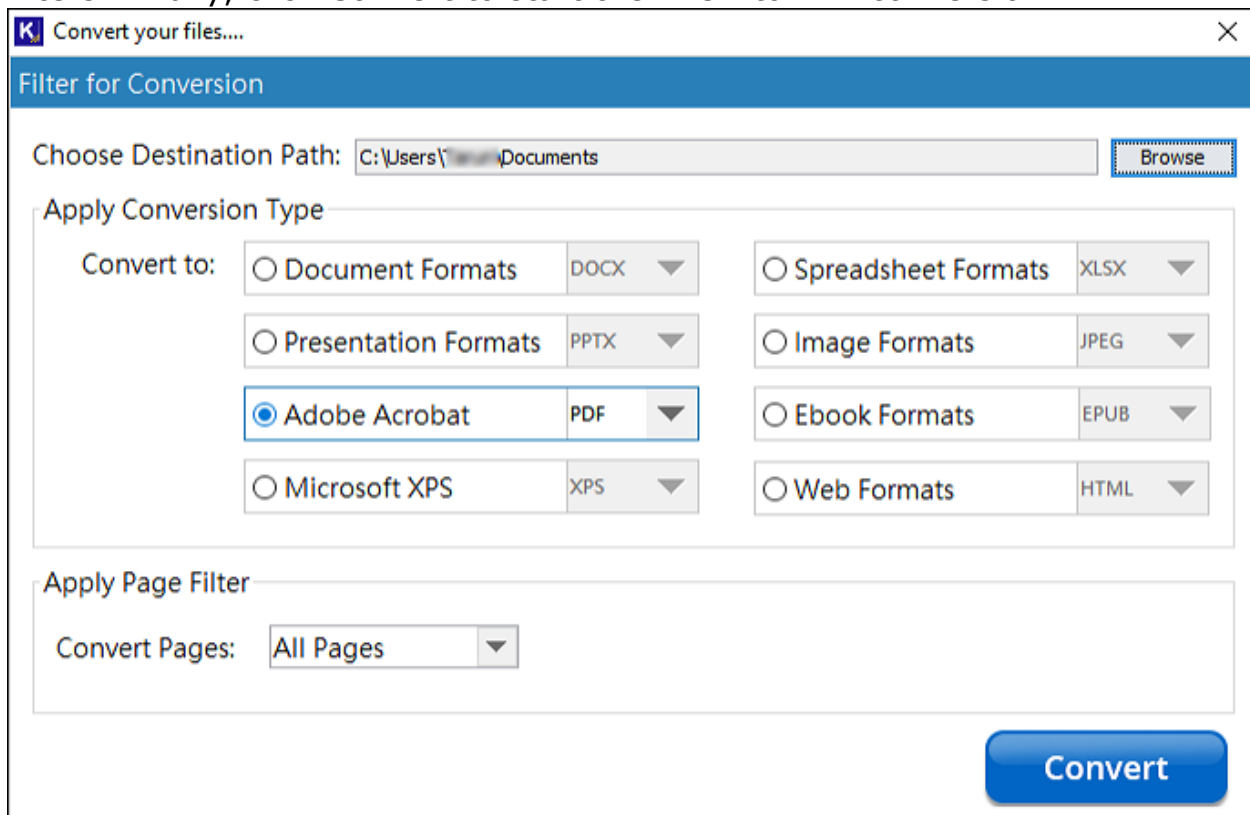 K Convert your files....
Filter for Conversion
Choose Destination Path: C:\Users\ \Documents Browse
Apply Conversion Type
Convert to: Document Formats DOCX Spreadsheet Formats XLSX
Presentation Formats PPTX Image Formats JPEG
Adobe Acrobat PDF Ebook Formats EPUB
Microsoft XPS XPS Web Formats HTML
Apply Page Filter
Convert Pages: All Pages
Convert